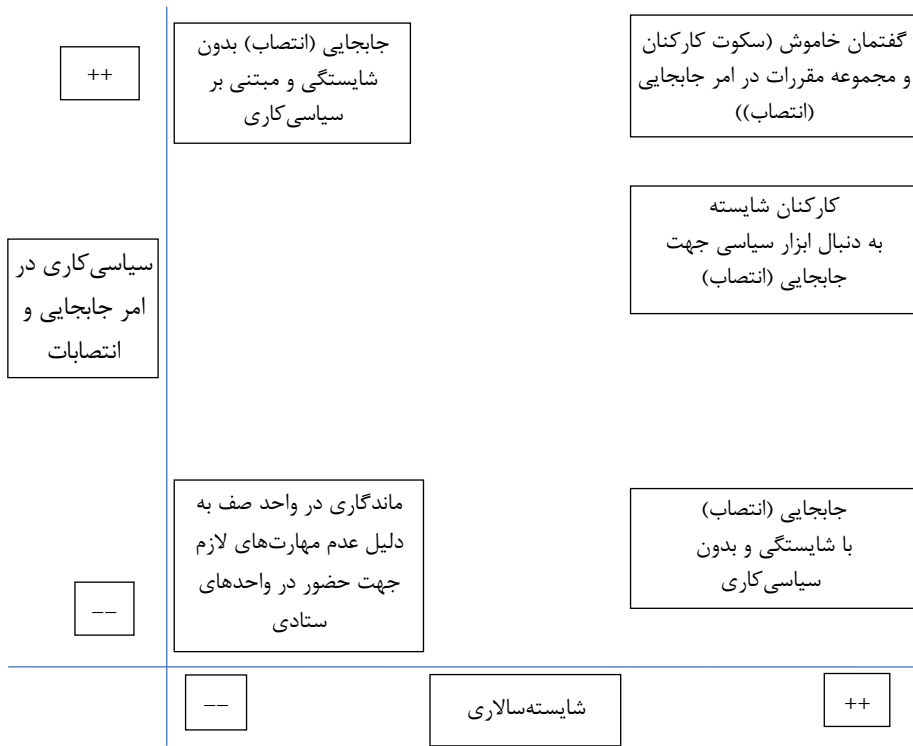 گفتمان خاموش (سکوت کارکنان
و مجموعه مقررات در امر جابجایی
(انتصاب))
جابجایی (انتصاب) بدون
شایستگی و مبتنی بر
سیاسی‌کاری
++
کارکنان شایسته
به دنبال ابزار سیاسی جهت
جابجایی (انتصاب)
سیاسی‌کاری در
امر جابجایی و
انتصابات
جابجایی (انتصاب)
با شایستگی و بدون
سیاسی‌کاری
ماندگاری در واحد صف به
دلیل عدم مهارت‌های لازم
جهت حضور در واحدهای
ستادی
––
++
شایسته‌سالاری
––